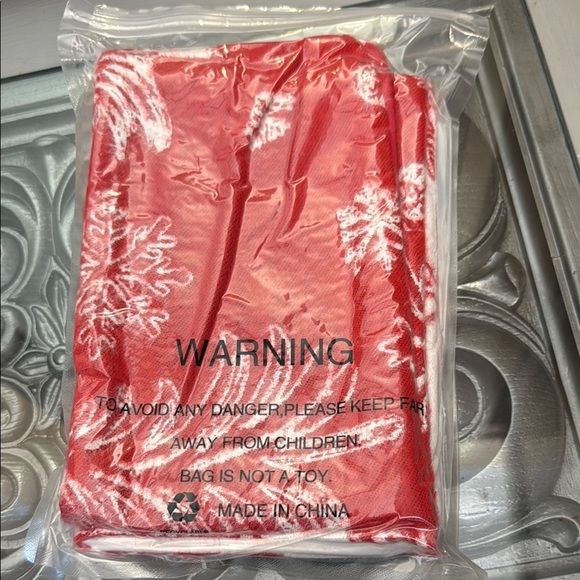 WARNING
TO AVOID ANY DANGER,PLEASE KEEP FAR
AWAY FROM CHILDREN.
BAG IS NOT A TOY.
MADE IN CHINA